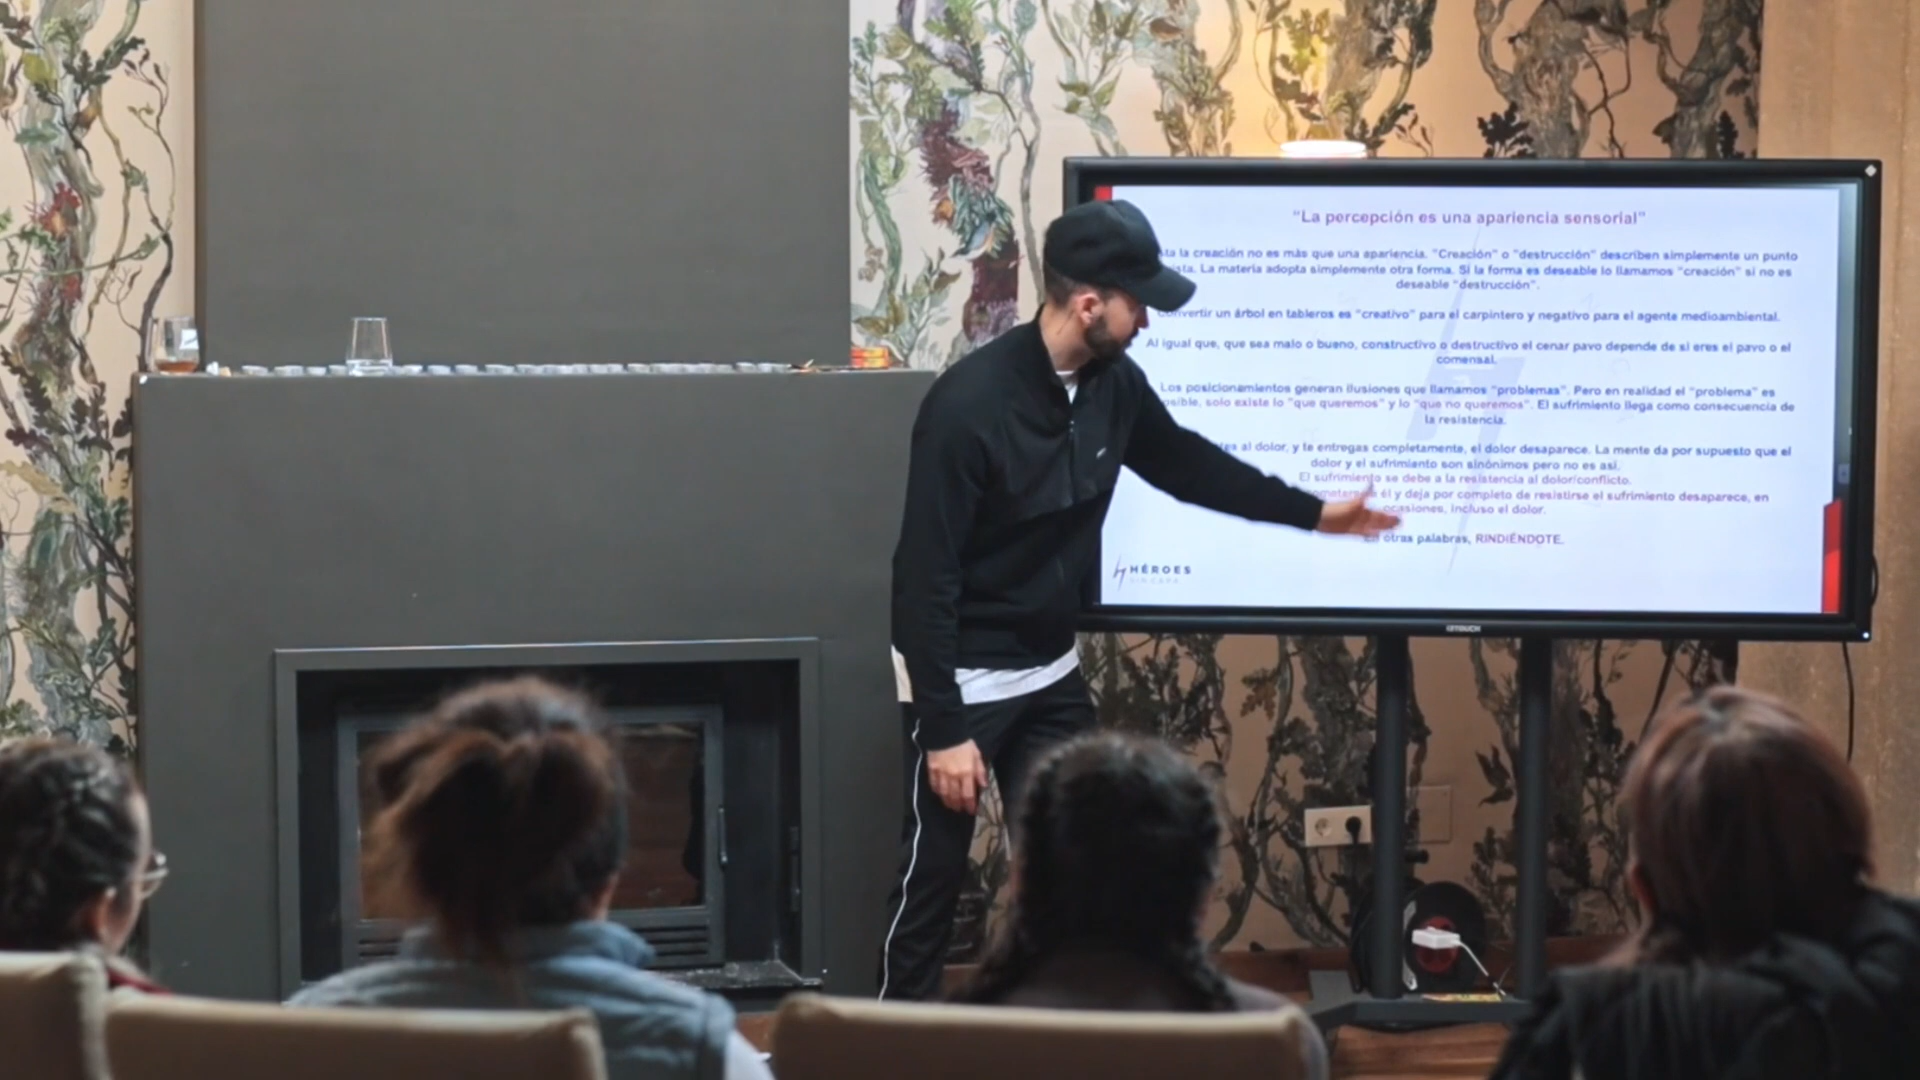 "La percepción es una apariencia sensorial"
la creación no es más que una apariencia. "Creación" o "destrucción" describen simplemente un punto
La materia adopta simplemente otra forma. Si la forma es deseable lo llamamos "creación" si no es
deseable "destrucción".
un árbol en tableros es "creativo" para el carpintero y negativo para el agente medioambiental.
Al igual que, que sea malo o bueno, constructivo o destructivo el cenar pavo depende de si eres el pavo o el
comensal.
Los posicionamientos generan ilusiones que llamamos "problemas". Pero en realidad el "problema" es
solo existe lo "que queremos" y lo "que no queremos". El sufrimiento llega como consecuencia de
la resistencia.
al dolor, y te entregas completamente, el dolor desaparece. La mente da por supuesto que el
dolor y el sufrimiento son sinónimos pero no es así.
El sufrimiento se debe a la resistencia al dolor/conflicto.
él y deja por completo de resistirse el sufrimiento desaparece, en
ocasiones, incluso el dolor.
otras palabras, RINDIÉNDOTE.
HÉROES
SIN CAPA